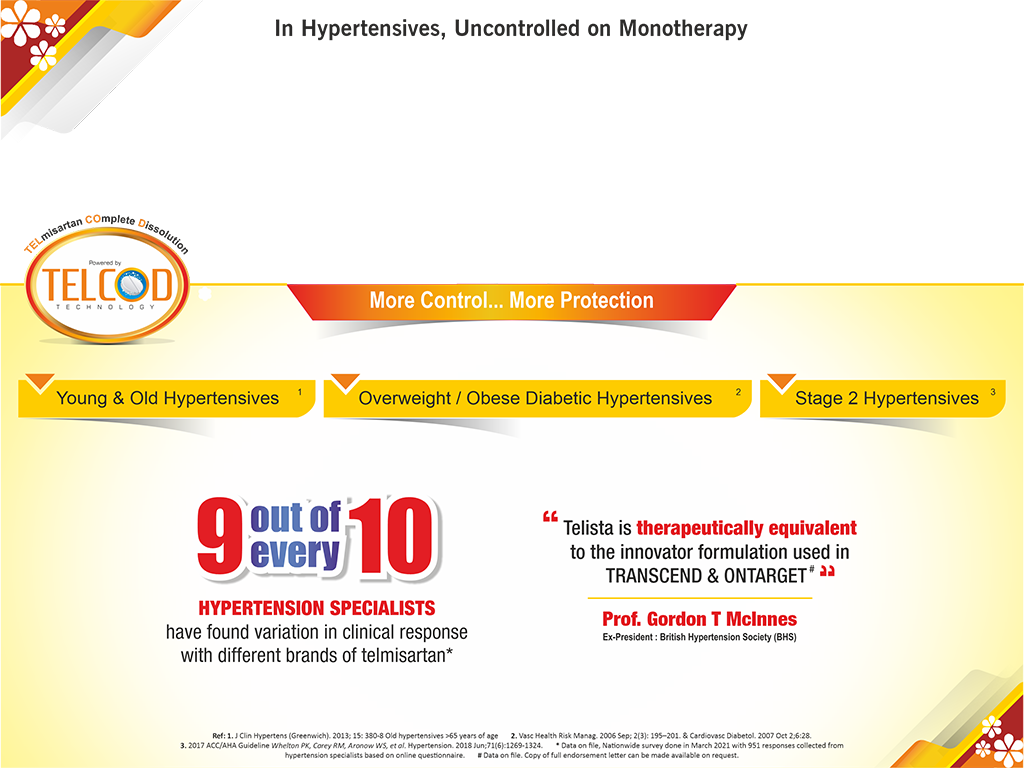 In Hypertensives, Uncontrolled on Monotherapy
TELmisartan COmplete Dissolution
Powered by
TELCOD
TECHNOLOGY
More Control... More Protection
Young & Old Hypertensives 1
Overweight / Obese Diabetic Hypertensives 2
Stage 2 Hypertensives 3
9 out of every 10
HYPERTENSION SPECIALISTS
have found variation in clinical response
with different brands of telmisartan*
“ Telista is therapeutically equivalent
to the innovator formulation used in
TRANSCEND & ONTARGET# ”
Prof. Gordon T McInnes
Ex-President : British Hypertension Society (BHS)
Ref: 1. J Clin Hypertens (Greenwich). 2013; 15: 380-8 Old hypertensives >65 years of age 2. Vasc Health Risk Manag. 2006 Sep; 2(3): 195–201. & Cardiovasc Diabetol. 2007 Oct 2;6:28.
3. 2017 ACC/AHA Guideline Whelton PK, Carey RM, Aronow WS, et al. Hypertension. 2018 Jun;71(6):1269-1324. * Data on file, Nationwide survey done in March 2021 with 951 responses collected from
hypertension specialists based on online questionnaire. # Data on file. Copy of full endorsement letter can be made available on request.